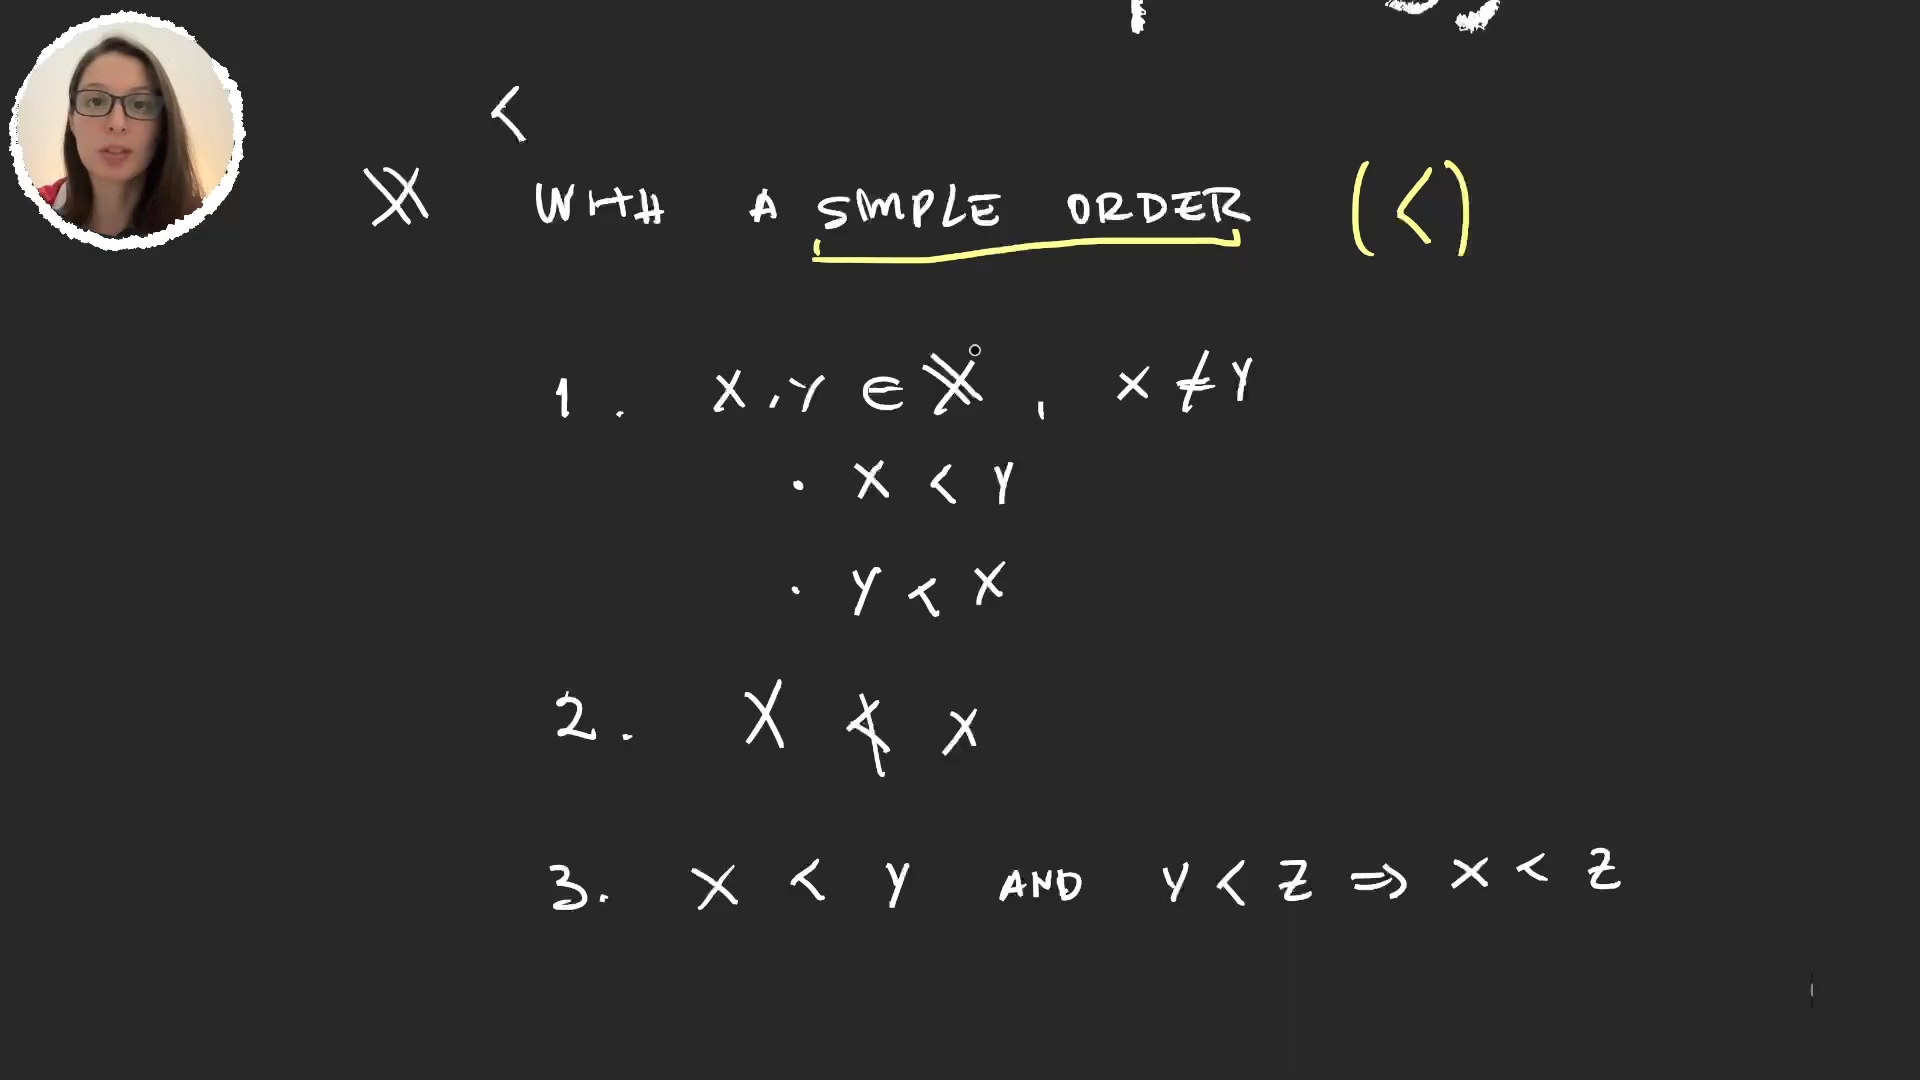 <
𝕏 WITH A SIMPLE ORDER (<)
1. X, Y ∈ 𝕏, X ≠ Y
· X < Y
· Y < X
2. X ≮ X
3. X < Y AND Y < Z ⇒ X < Z